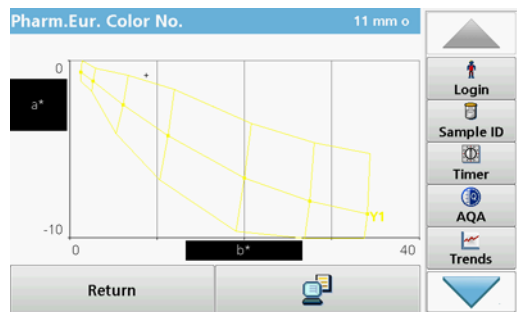 Pharm.Eur. Color No. 11 mm o
0
a*
-10
0 b* 40
Y1
Return
Login
Sample ID
Timer
AQA
Trends